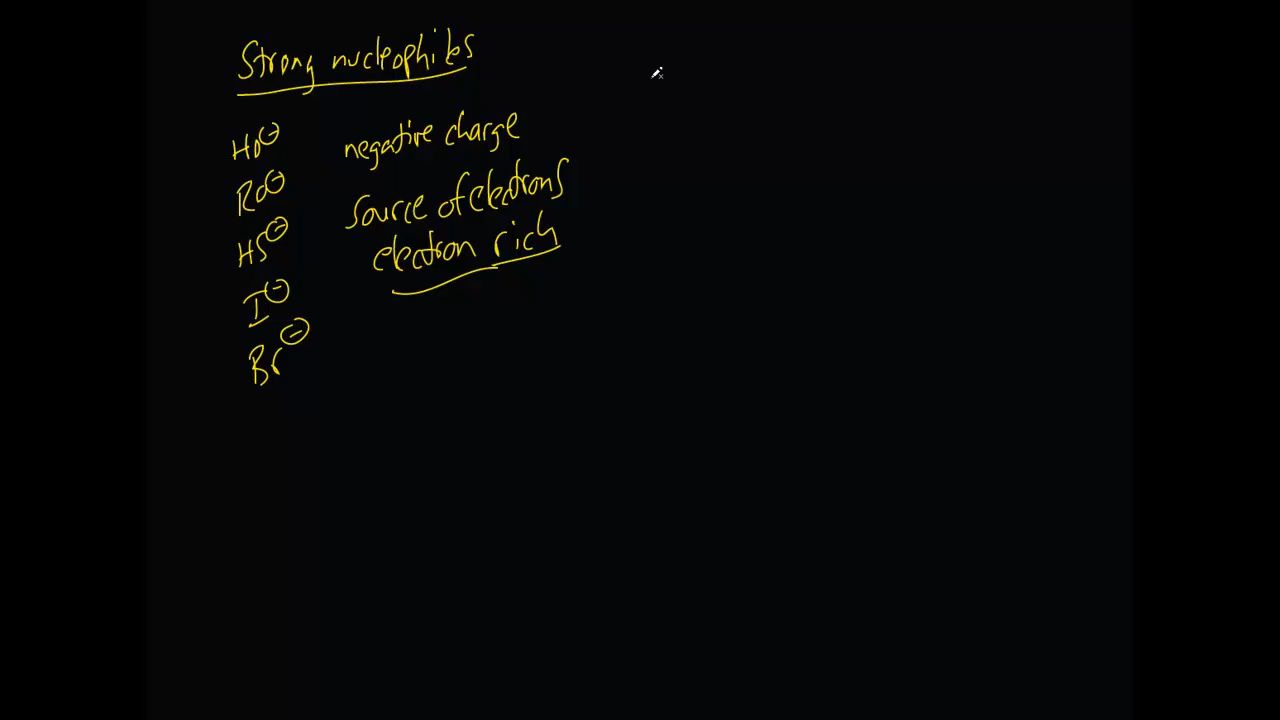 Strong nucleophiles
HO⊖ negative charge
RO⊖ source of electrons
HS⊖ electron rich
I⊖
Br⊖